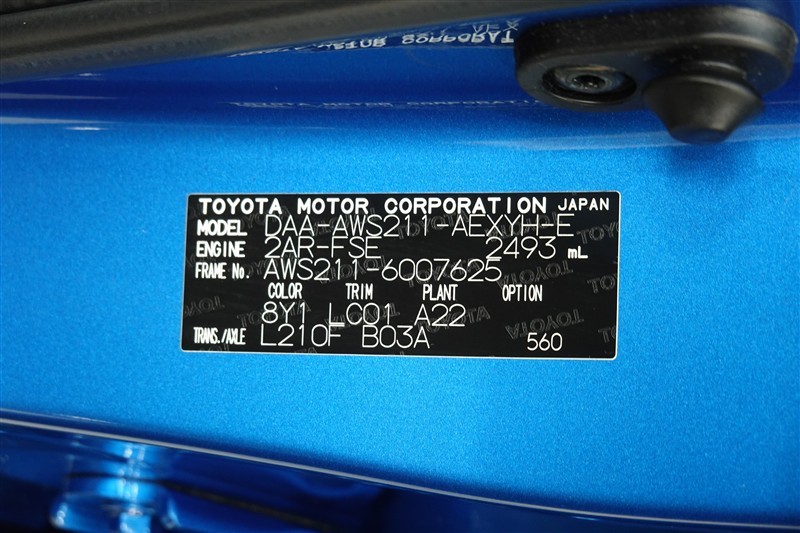 TOYOTA MOTOR CORPORATION JAPAN
MODEL DAA-AWS211-AEXYH-E
ENGINE 2AR-FSE 2493 mL
FRAME No. AWS211-6007625
COLOR TRIM PLANT OPTION
8Y1 LC01 A22
TRANS./AXLE L210F B03A 560